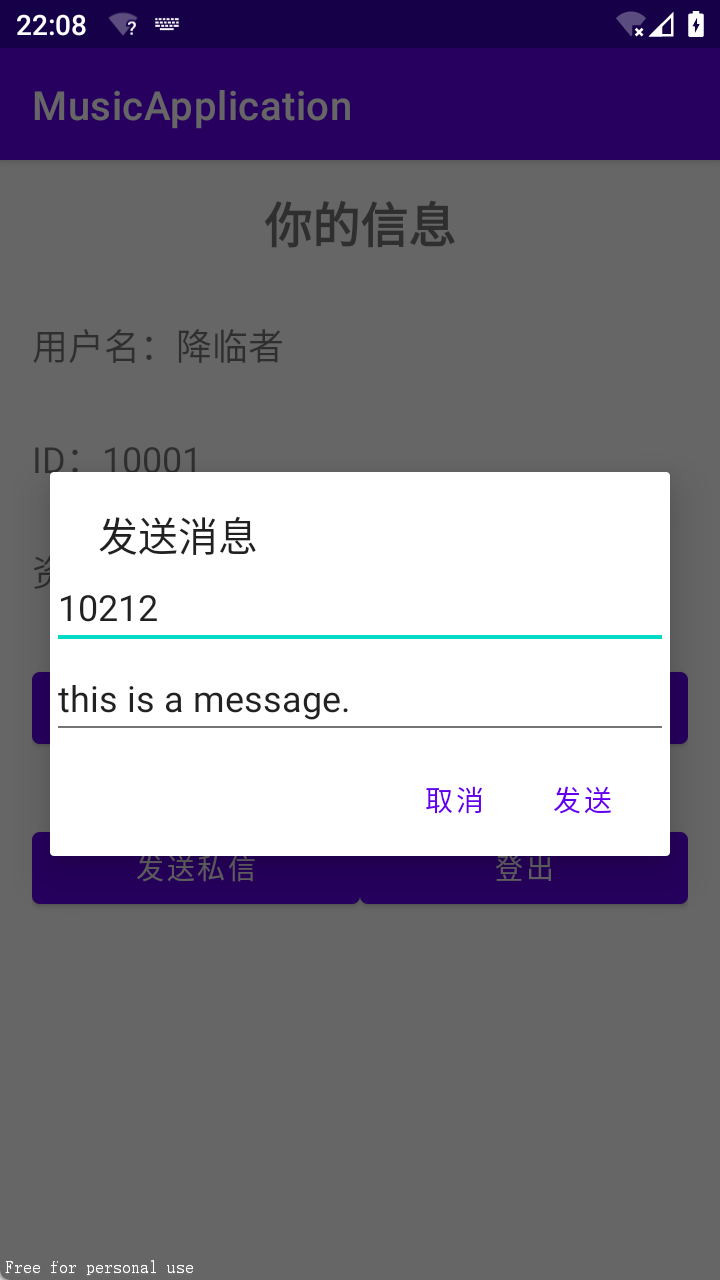 22:08
MusicApplication
你的信息
用户名：降临者
ID：10001
发送消息
10212
this is a message.
取消 发送
发送私信 登出
Free for personal use